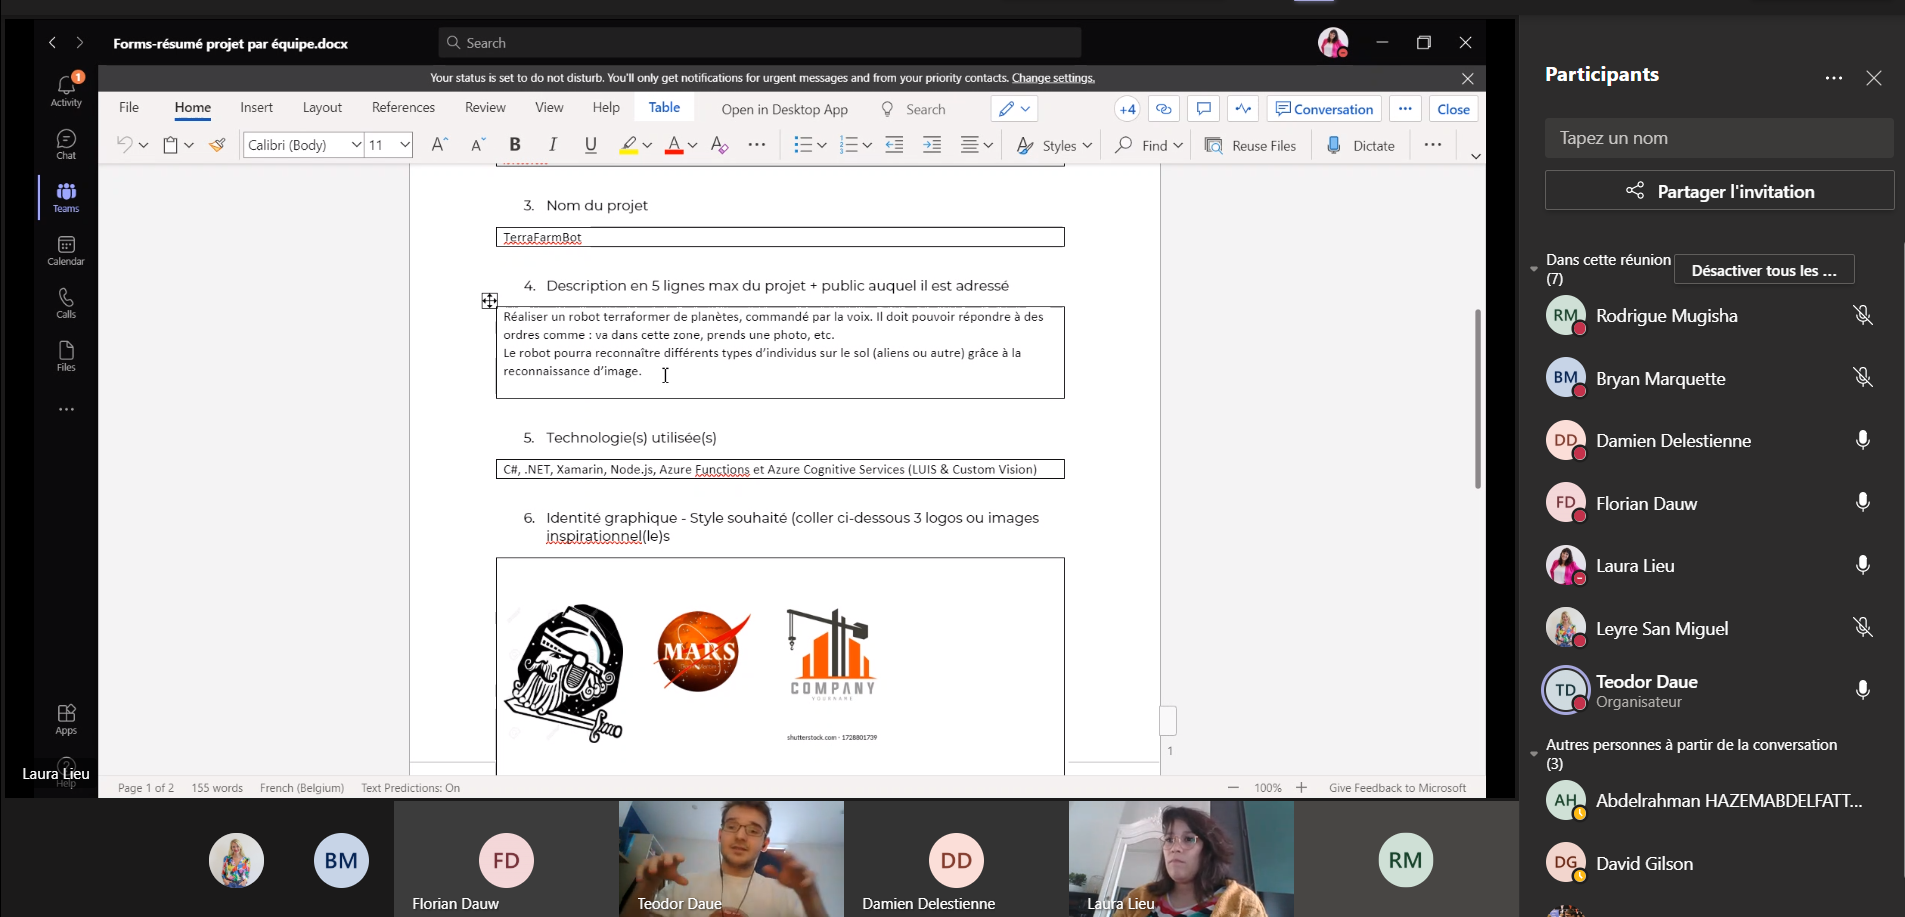 Forms-résumé projet par équipe.docx
Search
Your status is set to do not disturb. You'll only get notifications for urgent messages and from your priority contacts. Change settings.
File Home Insert Layout References Review View Help Table Open in Desktop App Search +4 Conversation Close
Calibri (Body) 11 B I U A Styles Find Reuse Files Dictate
1
Activity
Chat
Teams
Calendar
Calls
Files
Apps
Help
Laura Lieu
3. Nom du projet
TerraFarmBot
4. Description en 5 lignes max du projet + public auquel il est adressé
Réaliser un robot terraformer de planètes, commandé par la voix. Il doit pouvoir répondre à des
ordres comme : va dans cette zone, prends une photo, etc.
Le robot pourra reconnaître différents types d'individus sur le sol (aliens ou autre) grâce à la
reconnaissance d'image.
5. Technologie(s) utilisée(s)
C#, .NET, Xamarin, Node.js, Azure Functions et Azure Cognitive Services (LUIS & Custom Vision)
6. Identité graphique - Style souhaité (coller ci-dessous 3 logos ou images
inspirationnel(le)s
MARS
COMPANY
shutterstock.com · 1728801739
1
Page 1 of 2 155 words French (Belgium) Text Predictions: On 100% Give Feedback to Microsoft
BM
FD
Florian Dauw
Teodor Daue
DD
Damien Delestienne
Laura Lieu
RM
Participants
Tapez un nom
Partager l'invitation
Dans cette réunion
(7)
Désactiver tous les ...
RM Rodrigue Mugisha
BM Bryan Marquette
DD Damien Delestienne
FD Florian Dauw
Laura Lieu
Leyre San Miguel
TD Teodor Daue
Organisateur
Autres personnes à partir de la conversation
(3)
AH Abdelrahman HAZEMABDELFATT...
DG David Gilson